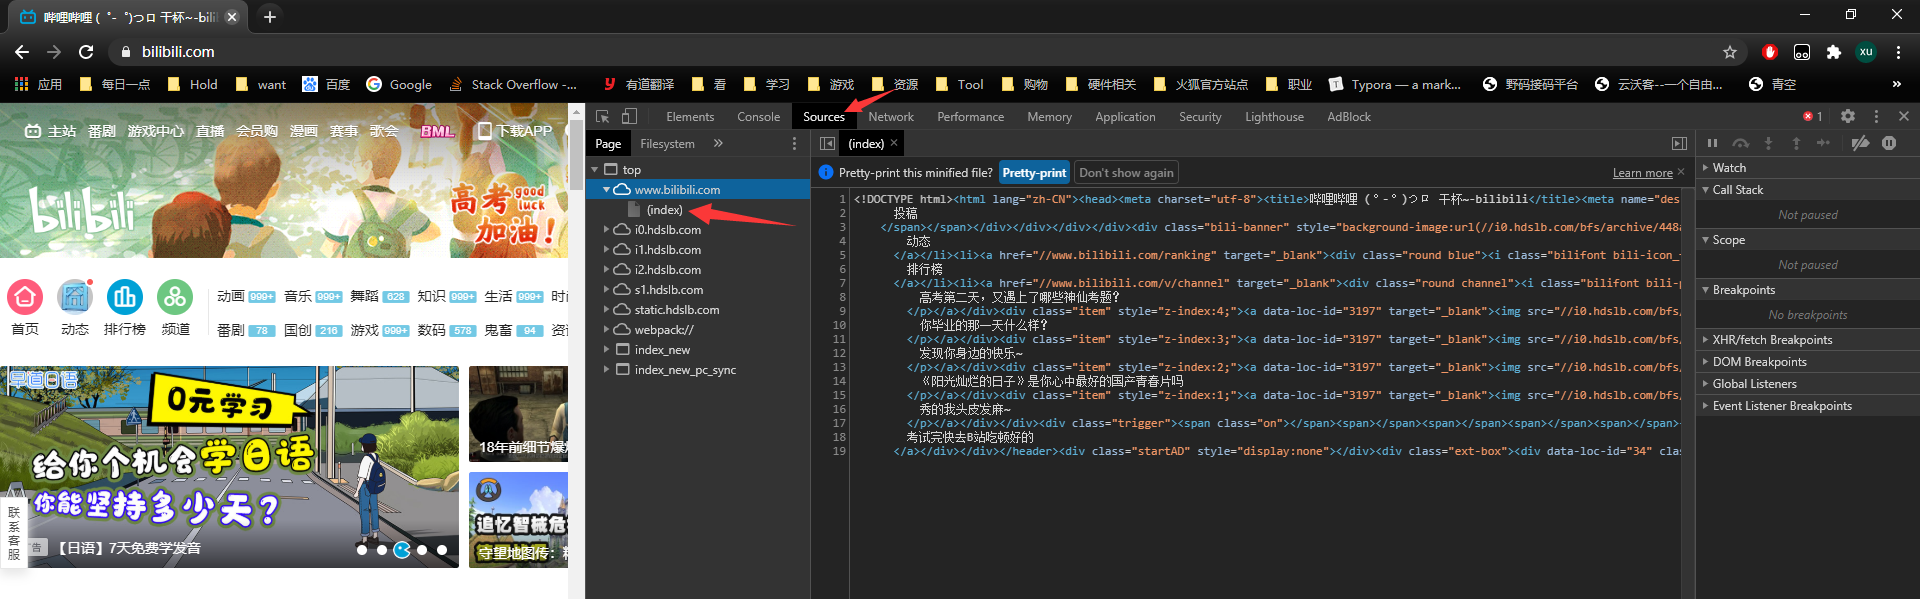 哔哩哔哩 (゜-゜)つロ 干杯~-bili
bilibili.com
xu
应用 每日一点 Hold want 百度 Google Stack Overflow -... 有道翻译 看 学习 游戏 资源 Tool 购物 硬件相关 火狐官方站点 职业 Typora — a mark... 野码接码平台 云沃客--一个自由... 青空 »
主站 番剧 游戏中心 直播 会员购 漫画 赛事 歌会 BML 下载APP
bilibili
高考 good luck
加油!
首页 动态 排行榜 频道
动画 999+ 音乐 999+ 舞蹈 628 知识 999+ 生活 999+ 时
番剧 78 国创 216 游戏 999+ 数码 578 鬼畜 94 资
早道日语
0元学习
给你个机会学日语
你能坚持多少天?
联系客服
广告
【日语】7天免费学发音
18年前细节爆
追忆智械危
守望地图传:
Elements Console Sources Network Performance Memory Application Security Lighthouse AdBlock 1
Page Filesystem »
top
www.bilibili.com
(index)
i0.hdslb.com
i1.hdslb.com
i2.hdslb.com
s1.hdslb.com
static.hdslb.com
webpack://
index_new
index_new_pc_sync
(index) ×
Pretty-print this minified file? Pretty-print Don't show again Learn more ×
1 <!DOCTYPE html><html lang="zh-CN"><head><meta charset="utf-8"><title>哔哩哔哩 (゜-゜)つロ 干杯~-bilibili</title><meta name="des
2 投稿
3 </span></span></div></div></div></div><div class="bili-banner" style="background-image:url(//i0.hdslb.com/bfs/archive/448a
4 动态
5 </a></li><li><a href="//www.bilibili.com/ranking" target="_blank"><div class="round blue"><i class="bilifont bili-icon_
6 排行榜
7 </a></li><li><a href="//www.bilibili.com/v/channel" target="_blank"><div class="round channel"><i class="bilifont bili-
8 高考第二天，又遇上了哪些神仙考题?
9 </p></a></div><div class="item" style="z-index:4;"><a data-loc-id="3197" target="_blank"><img src="//i0.hdslb.com/bfs/
10 你毕业的那一天什么样?
11 </p></a></div><div class="item" style="z-index:3;"><a data-loc-id="3197" target="_blank"><img src="//i0.hdslb.com/bfs/
12 发现你身边的快乐~
13 </p></a></div><div class="item" style="z-index:2;"><a data-loc-id="3197" target="_blank"><img src="//i0.hdslb.com/bfs/
14 《阳光灿烂的日子》是你心中最好的国产青春片吗
15 </p></a></div><div class="item" style="z-index:1;"><a data-loc-id="3197" target="_blank"><img src="//i0.hdslb.com/bfs/
16 秀的我头皮发麻~
17 </p></a></div></div><div class="trigger"><span class="on"></span><span></span><span></span><span></span><span></span>
18 考试完快去B站吃顿好的
19 </a></div></div></header><div class="startAD" style="display:none"></div><div class="ext-box"><div data-loc-id="34" clas
Watch
Call Stack
Not paused
Scope
Not paused
Breakpoints
No breakpoints
XHR/fetch Breakpoints
DOM Breakpoints
Global Listeners
Event Listener Breakpoints